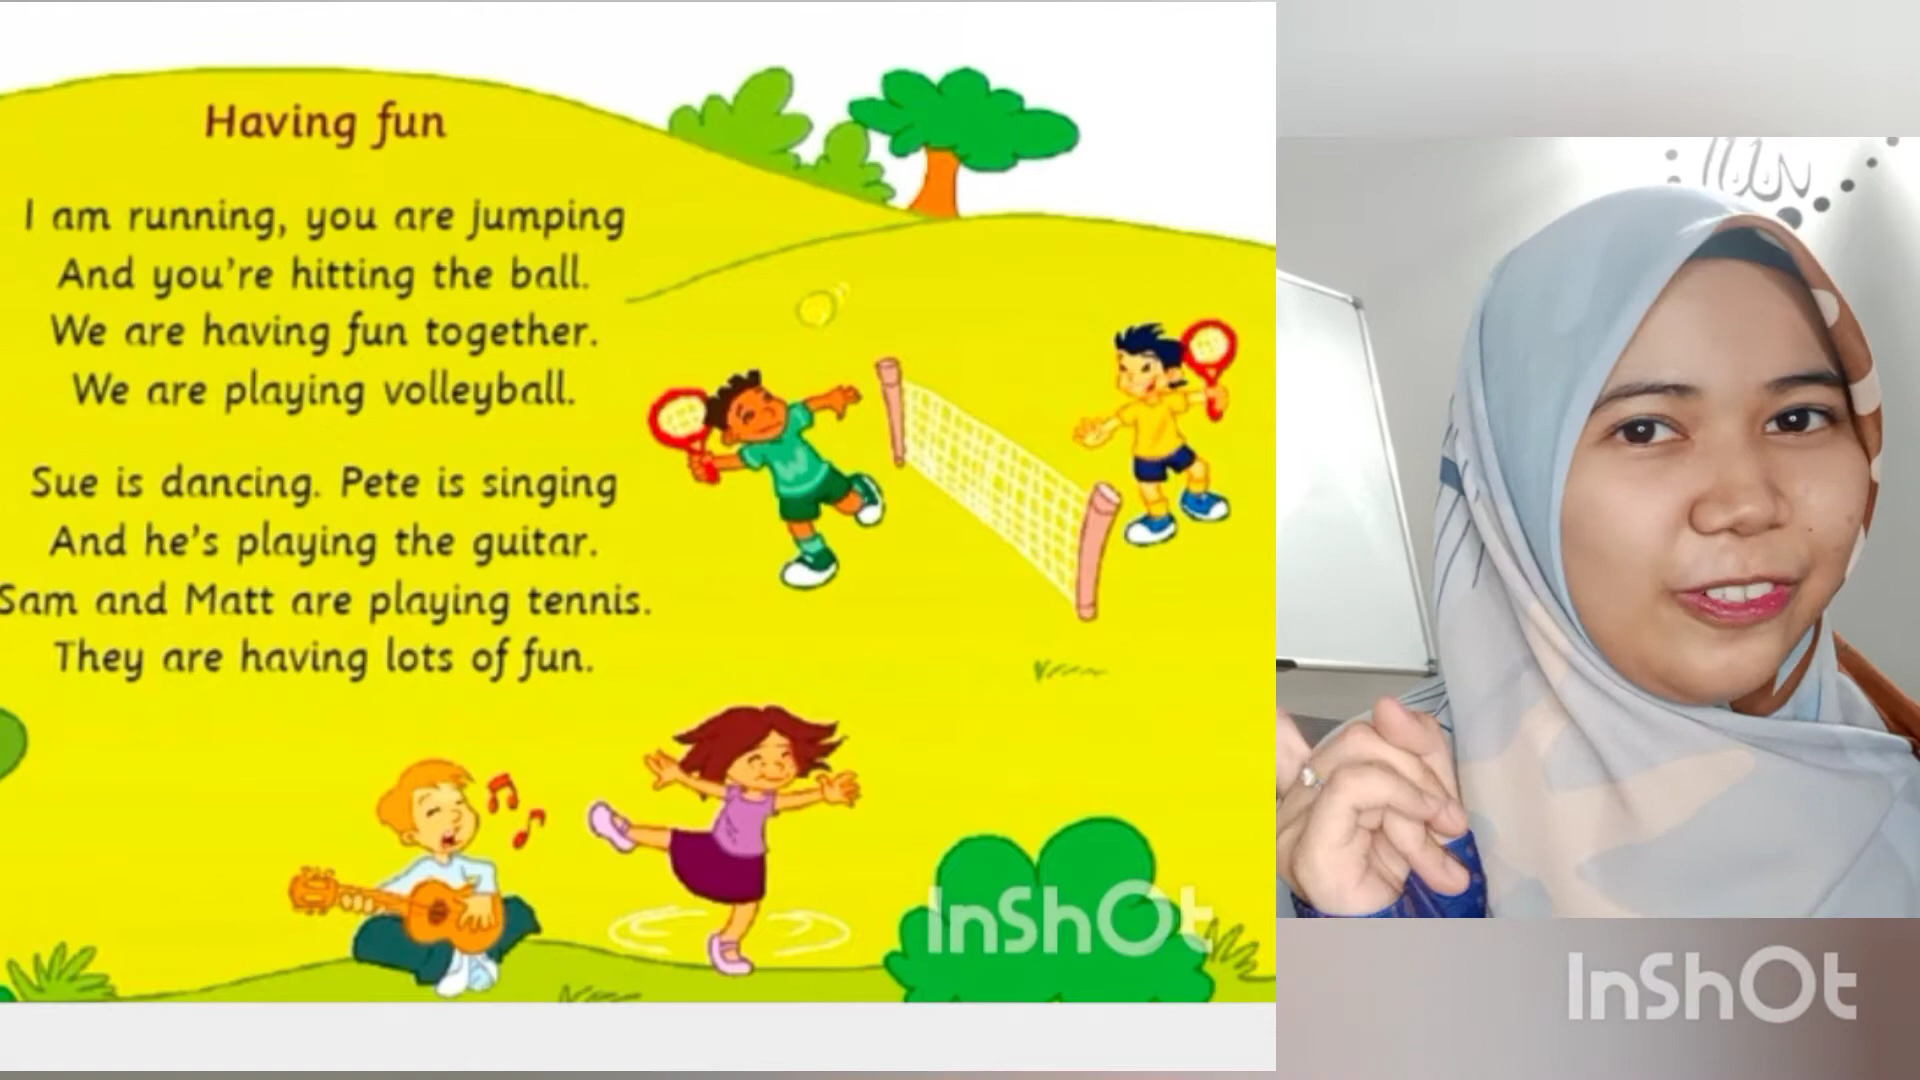 Having fun
I am running, you are jumping
And you're hitting the ball.
We are having fun together.
We are playing volleyball.
Sue is dancing. Pete is singing
And he's playing the guitar.
Sam and Matt are playing tennis.
They are having lots of fun.
InShOt
InShOt